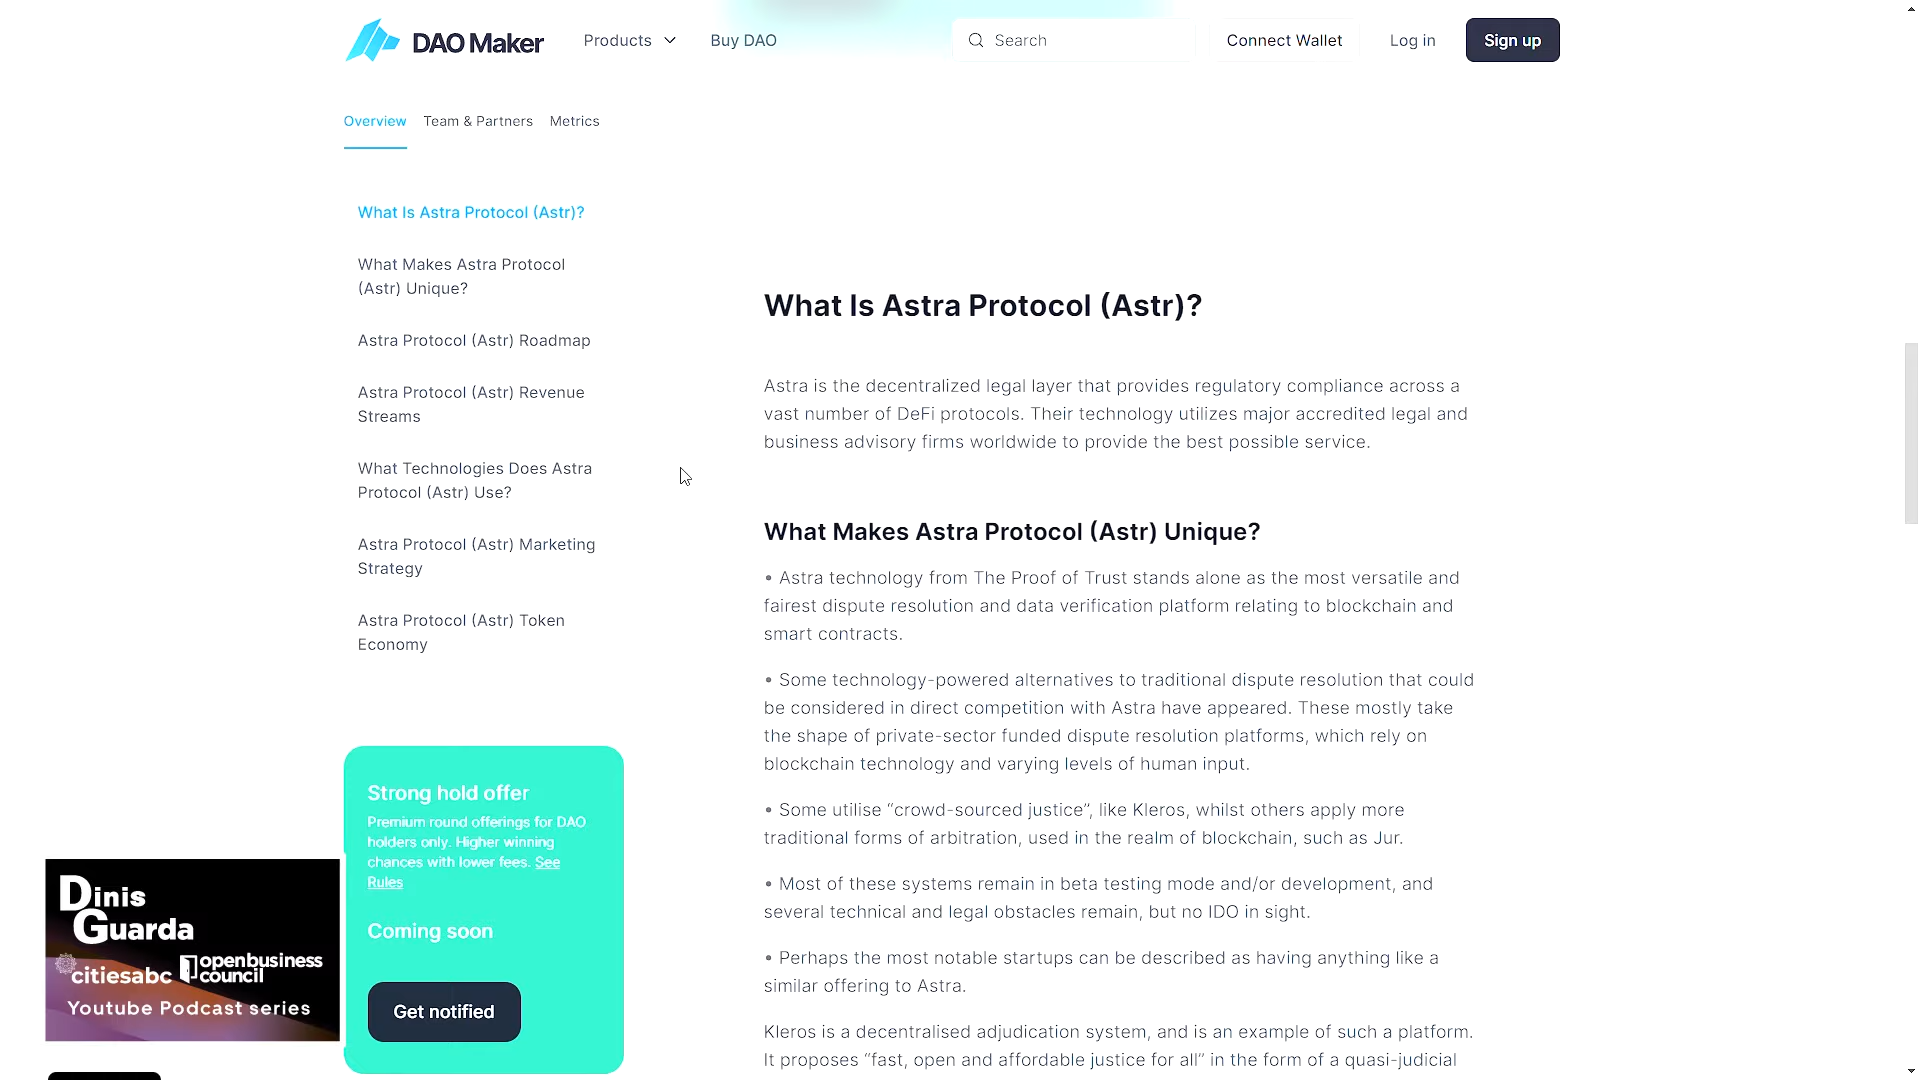 DAO Maker
Products
Buy DAO
Search
Connect Wallet
Log in
Sign up
Overview
Team & Partners
Metrics
What Is Astra Protocol (Astr)?
What Makes Astra Protocol
(Astr) Unique?
Astra Protocol (Astr) Roadmap
Astra Protocol (Astr) Revenue
Streams
What Technologies Does Astra
Protocol (Astr) Use?
Astra Protocol (Astr) Marketing
Strategy
Astra Protocol (Astr) Token
Economy
Strong hold offer
Premium round offerings for DAO
holders only. Higher winning
chances with lower fees. See
Rules
Coming soon
Get notified
Dinis
Guarda
citiesabc
openbusiness
council
Youtube Podcast series
What Is Astra Protocol (Astr)?
Astra is the decentralized legal layer that provides regulatory compliance across a
vast number of DeFi protocols. Their technology utilizes major accredited legal and
business advisory firms worldwide to provide the best possible service.
What Makes Astra Protocol (Astr) Unique?
• Astra technology from The Proof of Trust stands alone as the most versatile and
fairest dispute resolution and data verification platform relating to blockchain and
smart contracts.
• Some technology-powered alternatives to traditional dispute resolution that could
be considered in direct competition with Astra have appeared. These mostly take
the shape of private-sector funded dispute resolution platforms, which rely on
blockchain technology and varying levels of human input.
• Some utilise “crowd-sourced justice”, like Kleros, whilst others apply more
traditional forms of arbitration, used in the realm of blockchain, such as Jur.
• Most of these systems remain in beta testing mode and/or development, and
several technical and legal obstacles remain, but no IDO in sight.
• Perhaps the most notable startups can be described as having anything like a
similar offering to Astra.
Kleros is a decentralised adjudication system, and is an example of such a platform.
It proposes “fast, open and affordable justice for all” in the form of a quasi-judicial